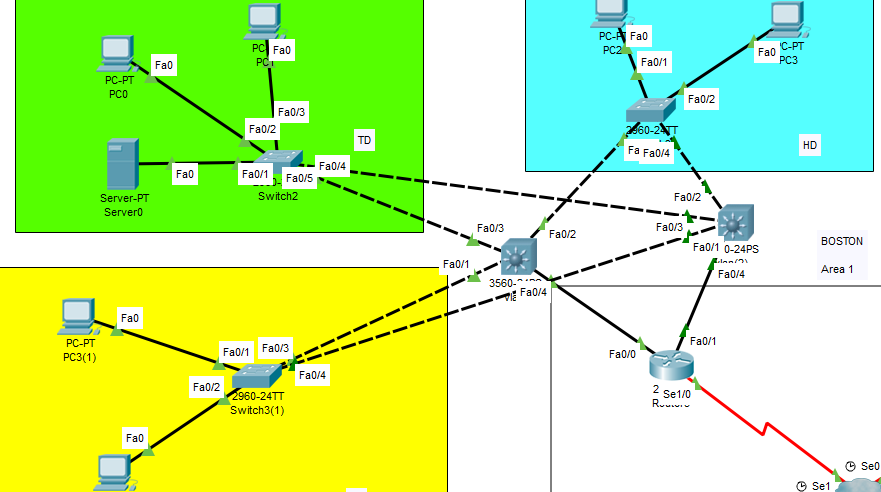 PC-PT
PC0
Fa0
Fa0
Fa0/3
Fa0/2
TD
Server-PT
Server0
Fa0
Fa0/1
Fa0/5
Fa0/4
Switch2
PC2
Fa0
Fa0/1
PC-PT
PC3
Fa0
Fa0/2
2960-24TT
Fa0/4
HD
Fa0/2
Fa0/3
Fa0/1
0-24PS
Fa0/4
BOSTON
Area 1
Fa0/3
Fa0/2
Fa0/1
Fa0/4
PC-PT
PC3(1)
Fa0
Fa0/1
Fa0/3
Fa0/2
Fa0/4
2960-24TT
Switch3(1)
Fa0
Fa0/0
Fa0/1
Se1/0
Se0
Se1